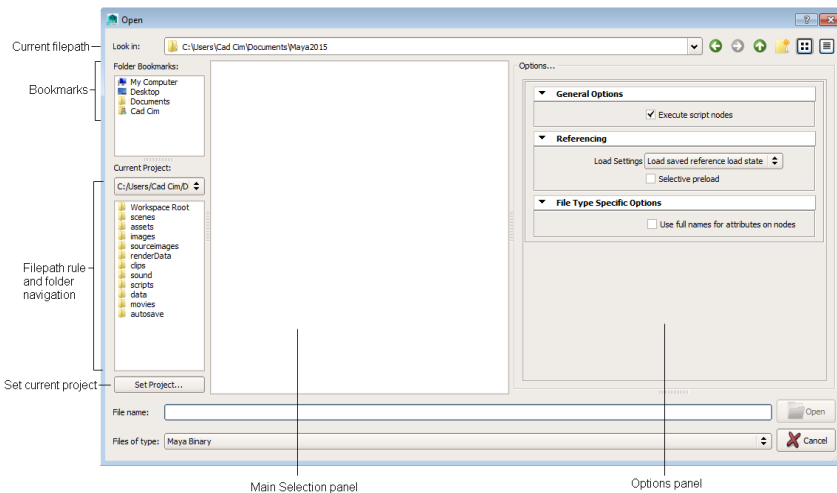 Open
Current filepath
Look in:
C:\Users\Cad Cim\Documents\Maya2015
Bookmarks
Folder Bookmarks:
My Computer
Desktop
Documents
Cad Cim
Current Project:
C:/Users/Cad Cim/D
Filepath rule
and folder
navigation
Workspace Root
scenes
assets
images
sourceimages
renderData
clips
sound
scripts
data
movies
autosave
Set current project
Set Project...
Options...
General Options
Execute script nodes
Referencing
Load Settings Load saved reference load state
Selective preload
File Type Specific Options
Use full names for attributes on nodes
File name:
Open
Files of type: Maya Binary
Cancel
Main Selection panel
Options panel